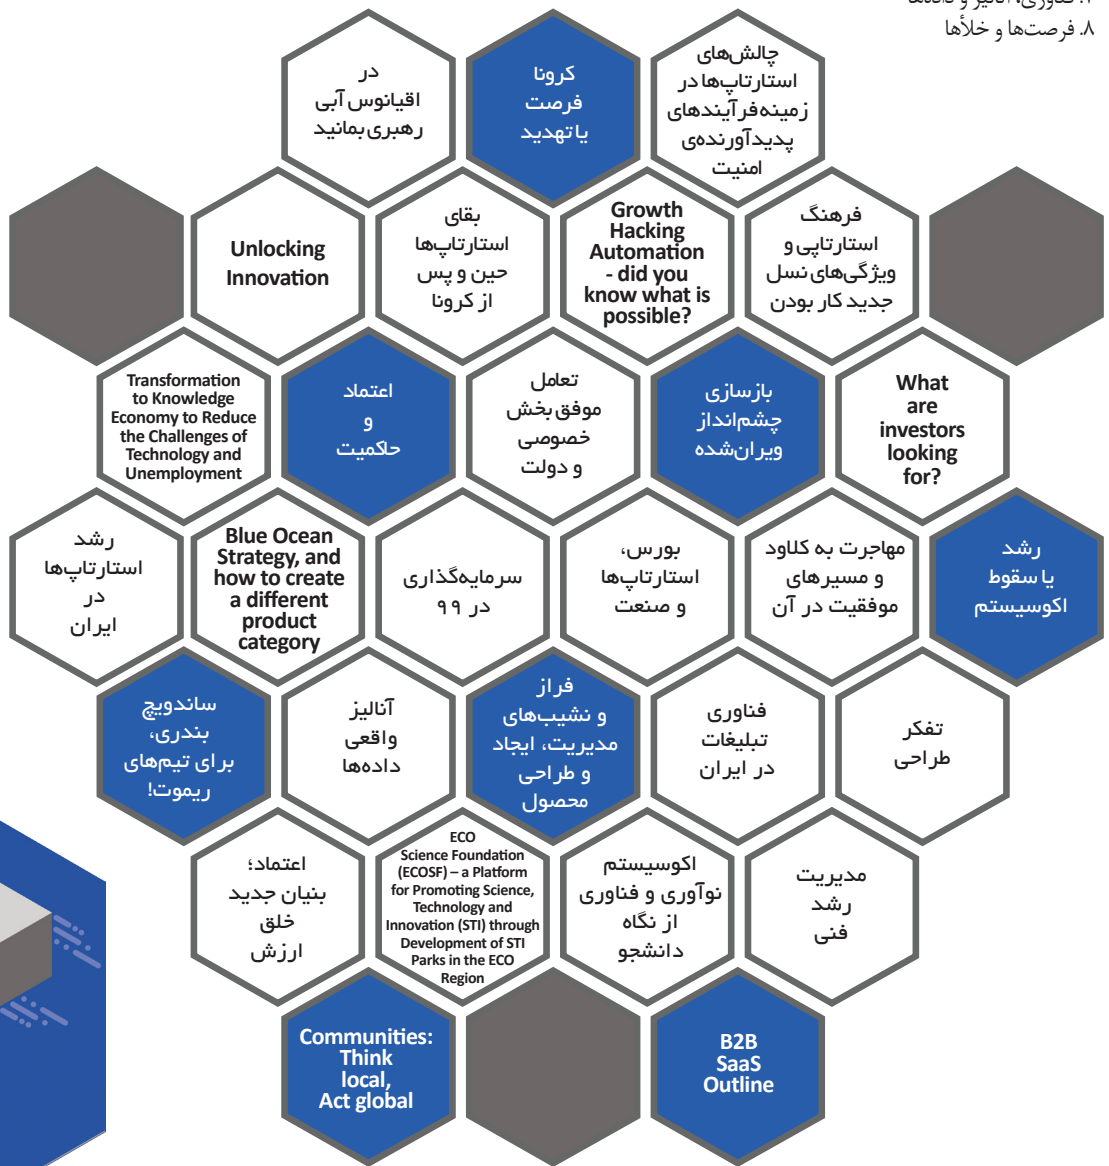 ۸. فرصت‌ها و خلأها
چالش‌های
استارتاپ‌ها در
زمینه فرآیندهای
پدیدآورنده‌ی
امنیت
کرونا
فرصت
یا تهدید
در
اقیانوس آبی
رهبری بمانید
فرهنگ
استارتاپی و
ویژگی‌های نسل
جدید کار بودن
Growth
Hacking
Automation
- did you
know what is
possible?
بقای
استارتاپ‌ها
حین و پس
از کرونا
Unlocking
Innovation
What
are
investors
looking
for?
بازسازی
چشم‌انداز
ویران‌شده
تعامل
موفق بخش
خصوصی
و دولت
اعتماد
و
حاکمیت
Transformation
to Knowledge
Economy to Reduce
the Challenges of
Technology and
Unemployment
رشد
یا سقوط
اکوسیستم
مهاجرت به کلاود
و مسیرهای
موفقیت در آن
بورس،
استارتاپ‌ها
و صنعت
سرمایه‌گذاری
در ۹۹
Blue Ocean
Strategy, and
how to create
a different
product
category
رشد
استارتاپ‌ها
در
ایران
تفکر
طراحی
فناوری
تبلیغات
در ایران
فراز
و نشیب‌های
مدیریت، ایجاد
و طراحی
محصول
آنالیز
واقعی
داده‌ها
ساندویچ
بندری،
برای تیم‌های
ریموت!
مدیریت
رشد
فنی
اکوسیستم
نوآوری و فناوری
از نگاه
دانشجو
ECO
Science Foundation
(ECOSF) – a Platform
for Promoting Science,
Technology and
Innovation (STI) through
Development of STI
Parks in the ECO
Region
اعتماد؛
بنیان جدید
خلق
ارزش
B2B
SaaS
Outline
Communities:
Think
local,
Act global